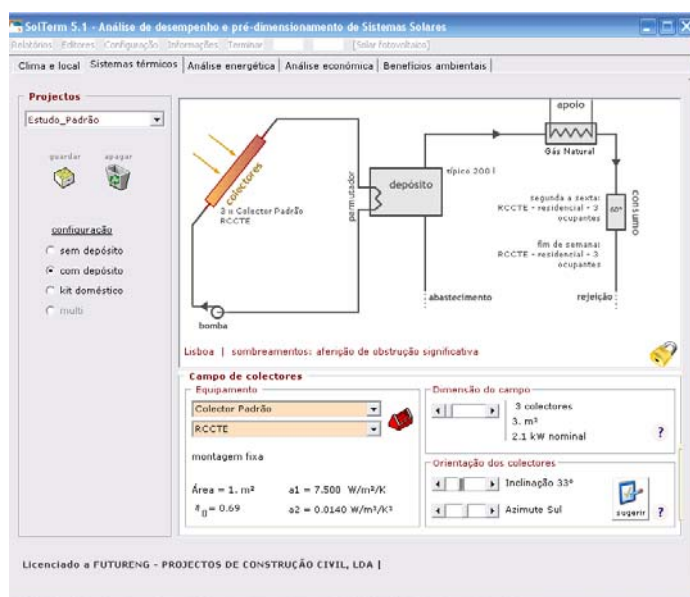 SolTerm 5.1 - Análise de desempenho e pré-dimensionamento de Sistemas Solares
Relatórios Editores Configuração Informações Terminar [Solar fotovoltaico]
Clima e local Sistemas térmicos Análise energética Análise económica Benefícios ambientais
Projectos
Estudo_Padrão
guardar apagar
configuração
sem depósito
com depósito
kit doméstico
multi
colectores
3 x Colector Padrão
RCCTE
bomba
permutador
depósito
típico 200 l
apoio
Gás Natural
segunda a sexta:
RCCTE - residencial - 3
ocupantes
60º
consumo
fim de semana:
RCCTE - residencial - 3
ocupantes
abastecimento
rejeição
Lisboa | sombreamentos: aferição de obstrução significativa
Campo de colectores
Equipamento
Colector Padrão
RCCTE
montagem fixa
Área = 1. m² a1 = 7.500 W/m²/K
= 0.69 a2 = 0.0140 W/m²/K²
Dimensão do campo
3 colectores
3. m²
2.1 kW nominal
?
Orientação dos colectores
Inclinação 33º
Azimute Sul
sugerir ?
Licenciado a FUTURENG - PROJECTOS DE CONSTRUÇÃO CIVIL, LDA |